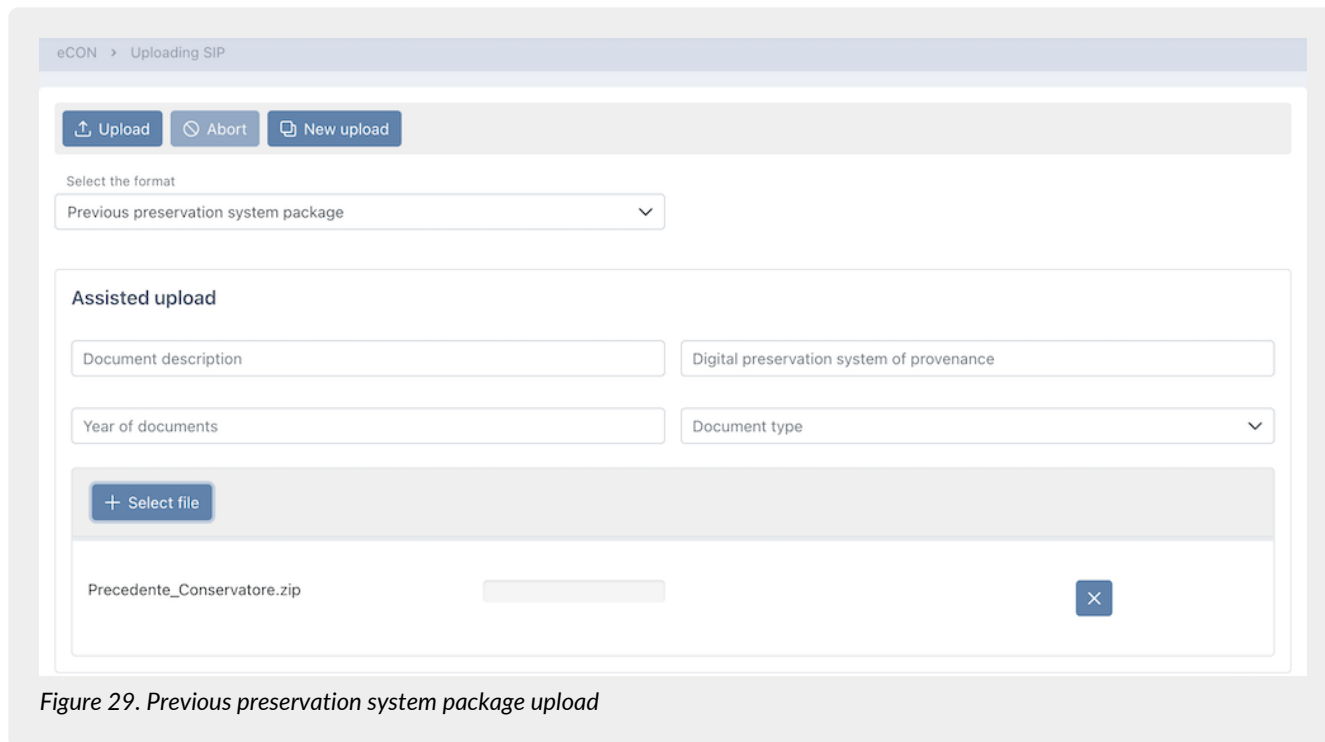 eCON > Uploading SIP
Upload Abort New upload
Select the format
Previous preservation system package
Assisted upload
Document description Digital preservation system of provenance
Year of documents Document type
+ Select file
Precedente_Conservatore.zip
Figure 29. Previous preservation system package upload